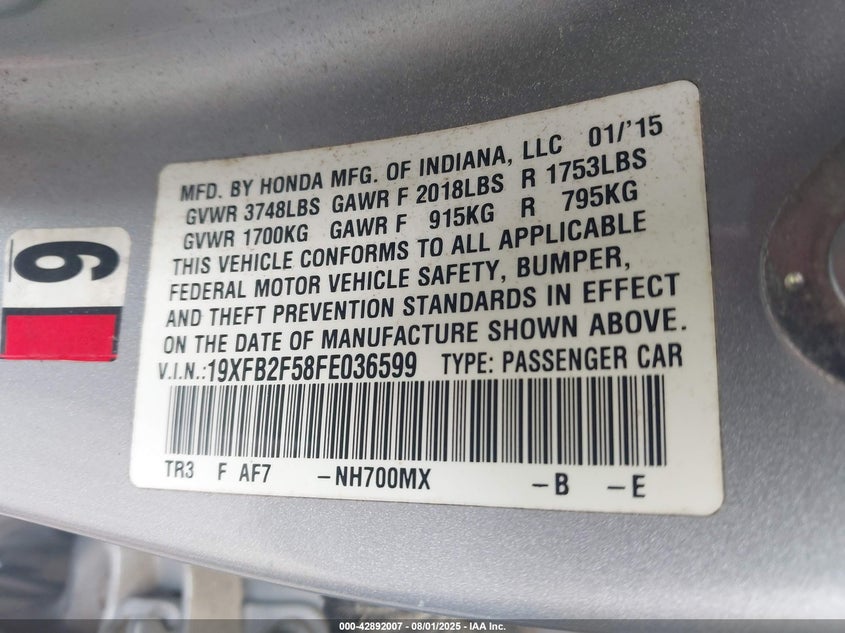 MFD. BY HONDA MFG. OF INDIANA, LLC 01/'15
GVWR 3748LBS GAWR F 2018LBS R 1753LBS
GVWR 1700KG GAWR F 915KG R 795KG
THIS VEHICLE CONFORMS TO ALL APPLICABLE
FEDERAL MOTOR VEHICLE SAFETY, BUMPER,
AND THEFT PREVENTION STANDARDS IN EFFECT
ON THE DATE OF MANUFACTURE SHOWN ABOVE.
V.I.N.:19XFB2F58FE036599 TYPE: PASSENGER CAR
TR3 F AF7 -NH700MX -B -E
9
000-42892007 - 08/01/2025 - IAA Inc.